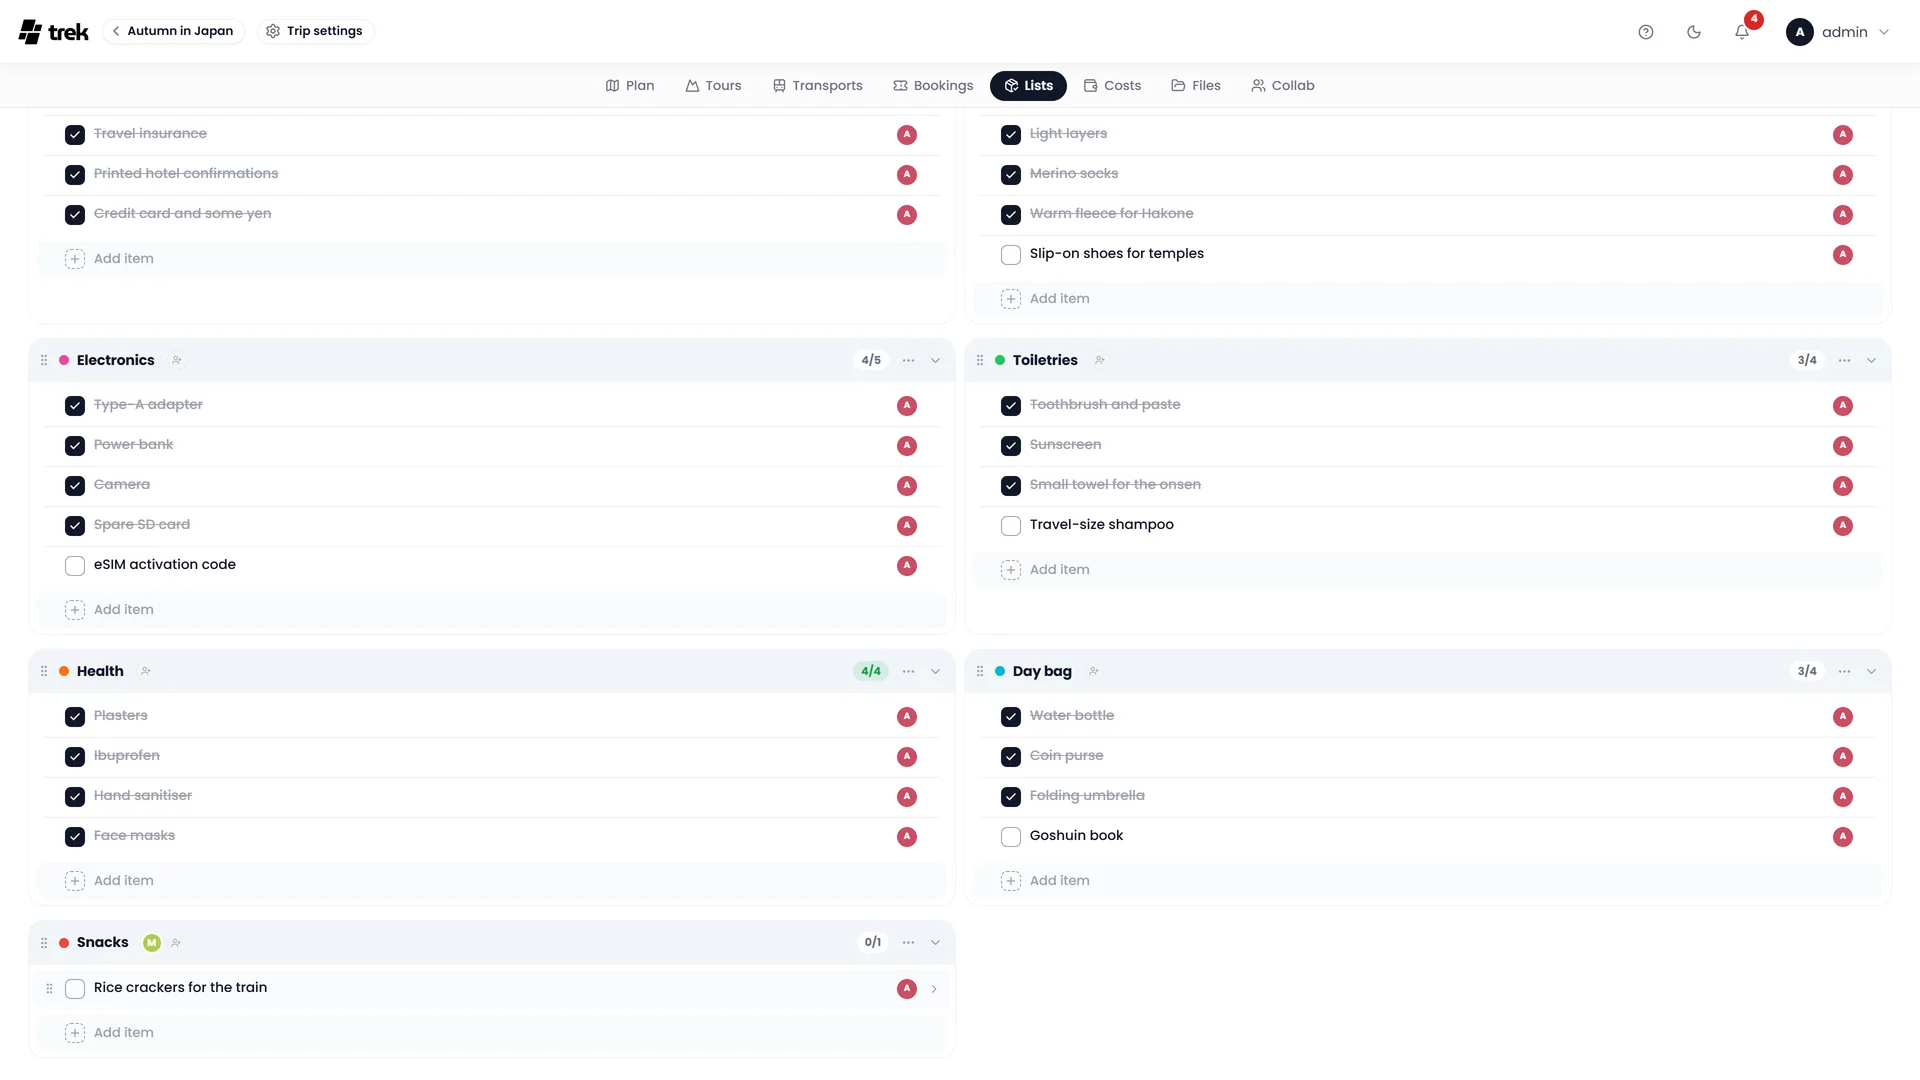 trek
Autumn in Japan
Trip settings
4
A
admin
Plan
Tours
Transports
Bookings
Lists
Costs
Files
Collab
Travel insurance
A
Printed hotel confirmations
A
Credit card and some yen
A
Add item
Light layers
A
Merino socks
A
Warm fleece for Hakone
A
Slip-on shoes for temples
A
Add item
Electronics
4/5
Type-A adapter
A
Power bank
A
Camera
A
Spare SD card
A
eSIM activation code
A
Add item
Toiletries
3/4
Toothbrush and paste
A
Sunscreen
A
Small towel for the onsen
A
Travel-size shampoo
A
Add item
Health
4/4
Plasters
A
Ibuprofen
A
Hand sanitiser
A
Face masks
A
Add item
Day bag
3/4
Water bottle
A
Coin purse
A
Folding umbrella
A
Goshuin book
A
Add item
Snacks
M
0/1
Rice crackers for the train
A
Add item